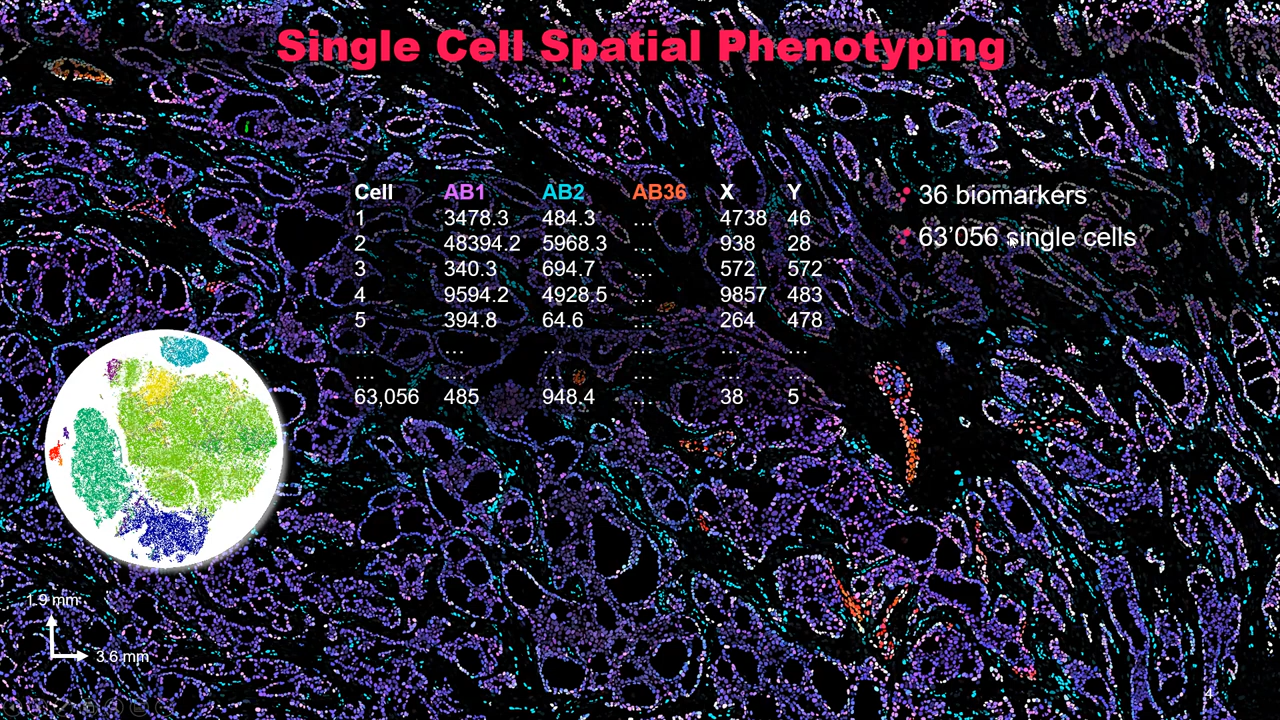 Single Cell Spatial Phenotyping
Cell AB1 AB2 AB36 X Y
1 3478.3 484.3 … 4738 46
2 48394.2 5968.3 … 938 28
3 340.3 694.7 … 572 572
4 9594.2 4928.5 … 9857 483
5 394.8 64.6 … 264 478
… … … … … …
… … … … … …
63,056 485 948.4 … 38 5
36 biomarkers
63’056 single cells
1.9 mm
3.6 mm
4